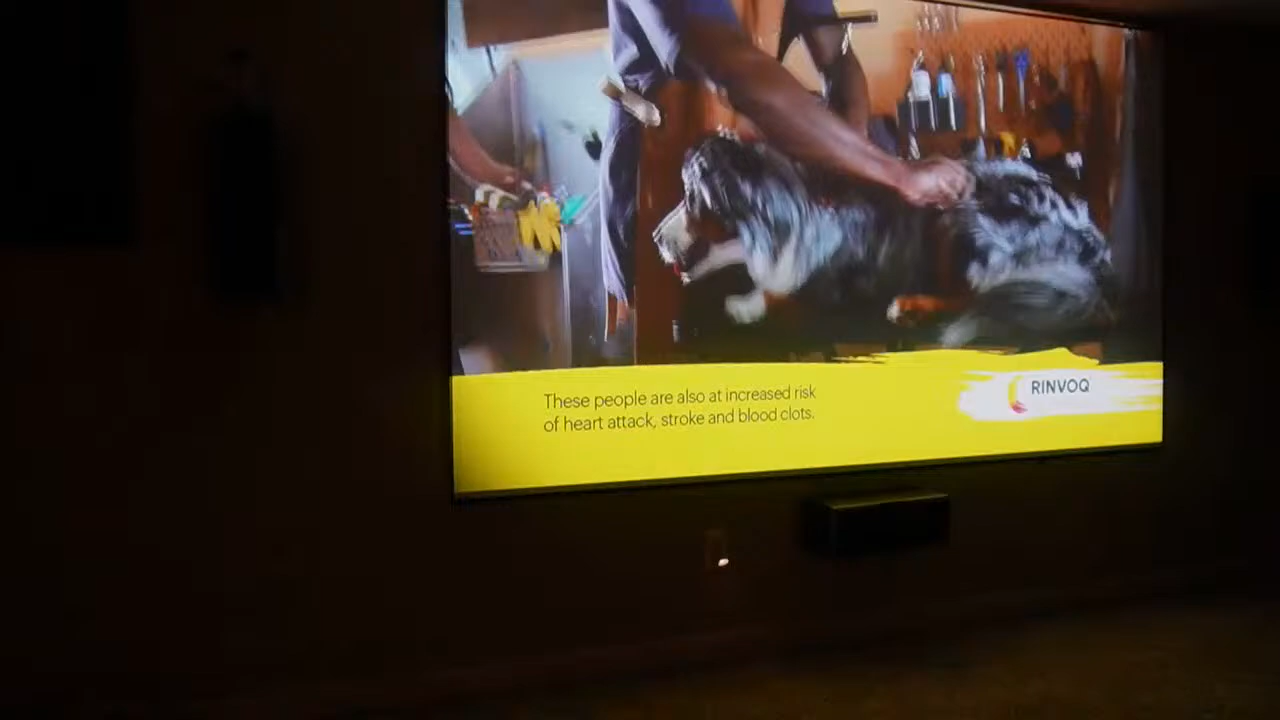 These people are also at increased risk
of heart attack, stroke and blood clots.
RINVOQ